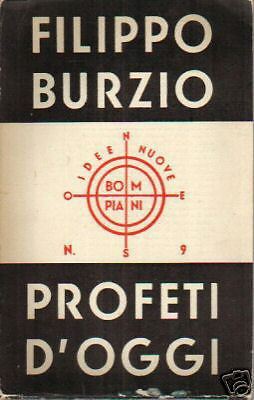 FILIPPO
BURZIO
IDEE NUOVE
N
O
BOM
PIANI
E
N. S 9
PROFETI
D'OGGI